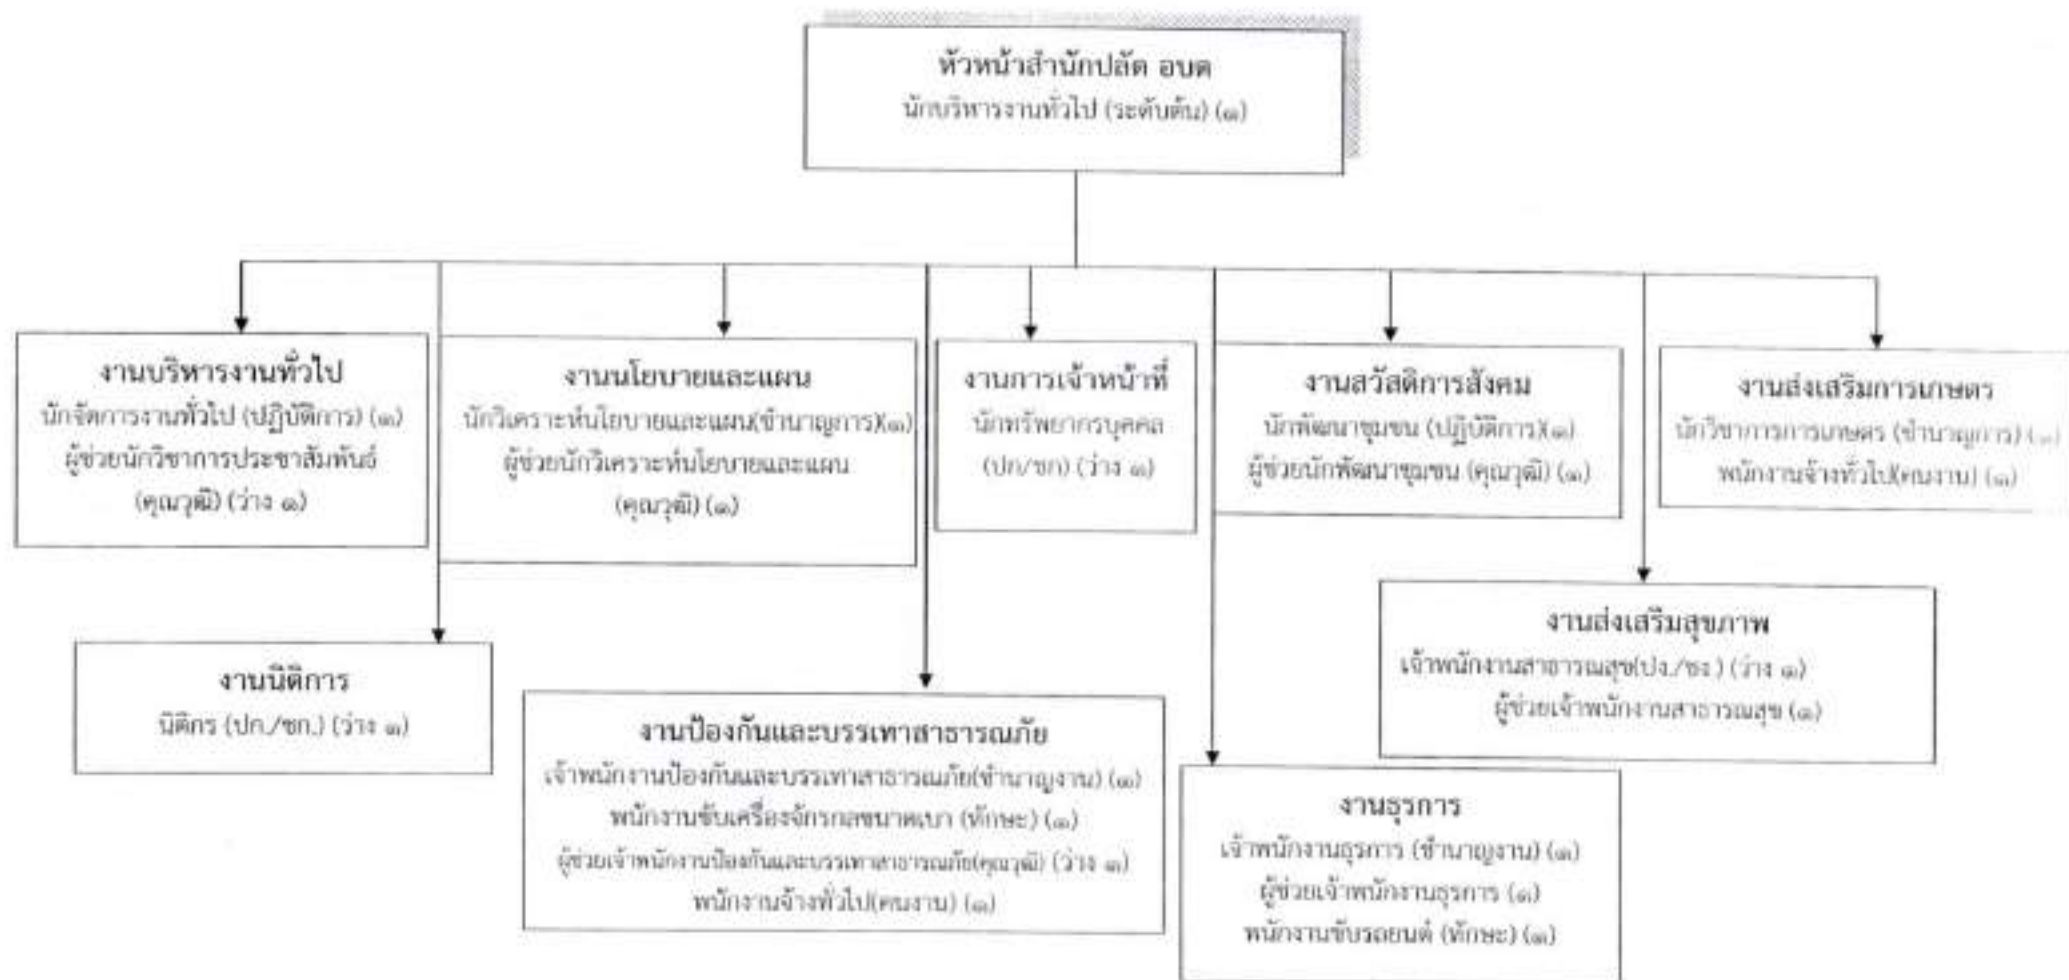 หัวหน้าสำนักปลัด อบต
นักบริหารงานทั่วไป (ระดับต้น) (๑)
งานบริหารงานทั่วไป
นักจัดการงานทั่วไป (ปฏิบัติการ) (๑)
ผู้ช่วยนักวิชาการประชาสัมพันธ์
(คุณวุฒิ) (ว่าง ๑)
งานนโยบายและแผน
นักวิเคราะห์นโยบายและแผน(ชำนาญการ)(๑)
ผู้ช่วยนักวิเคราะห์นโยบายและแผน
(คุณวุฒิ) (๑)
งานการเจ้าหน้าที่
นักทรัพยากรบุคคล
(ปก/ชก) (ว่าง ๑)
งานสวัสดิการสังคม
นักพัฒนาชุมชน (ปฏิบัติการ)(๑)
ผู้ช่วยนักพัฒนาชุมชน (คุณวุฒิ) (๑)
งานส่งเสริมการเกษตร
นักวิชาการการเกษตร (ชำนาญการ) (๑)
พนักงานจ้างทั่วไป(คนงาน) (๑)
งานนิติการ
นิติกร (ปก./ชก.) (ว่าง ๑)
งานป้องกันและบรรเทาสาธารณภัย
เจ้าพนักงานป้องกันและบรรเทาสาธารณภัย(ชำนาญงาน) (๑)
พนักงานขับเครื่องจักรกลขนาดเบา (ทักษะ) (๑)
ผู้ช่วยเจ้าพนักงานป้องกันและบรรเทาสาธารณภัย(คุณวุฒิ) (ว่าง ๑)
พนักงานจ้างทั่วไป(คนงาน) (๑)
งานส่งเสริมสุขภาพ
เจ้าพนักงานสาธารณสุข(ปง./ชง.) (ว่าง ๑)
ผู้ช่วยเจ้าพนักงานสาธารณสุข (๑)
งานธุรการ
เจ้าพนักงานธุรการ (ชำนาญงาน) (๑)
ผู้ช่วยเจ้าพนักงานธุรการ (๑)
พนักงานขับรถยนต์ (ทักษะ) (๑)